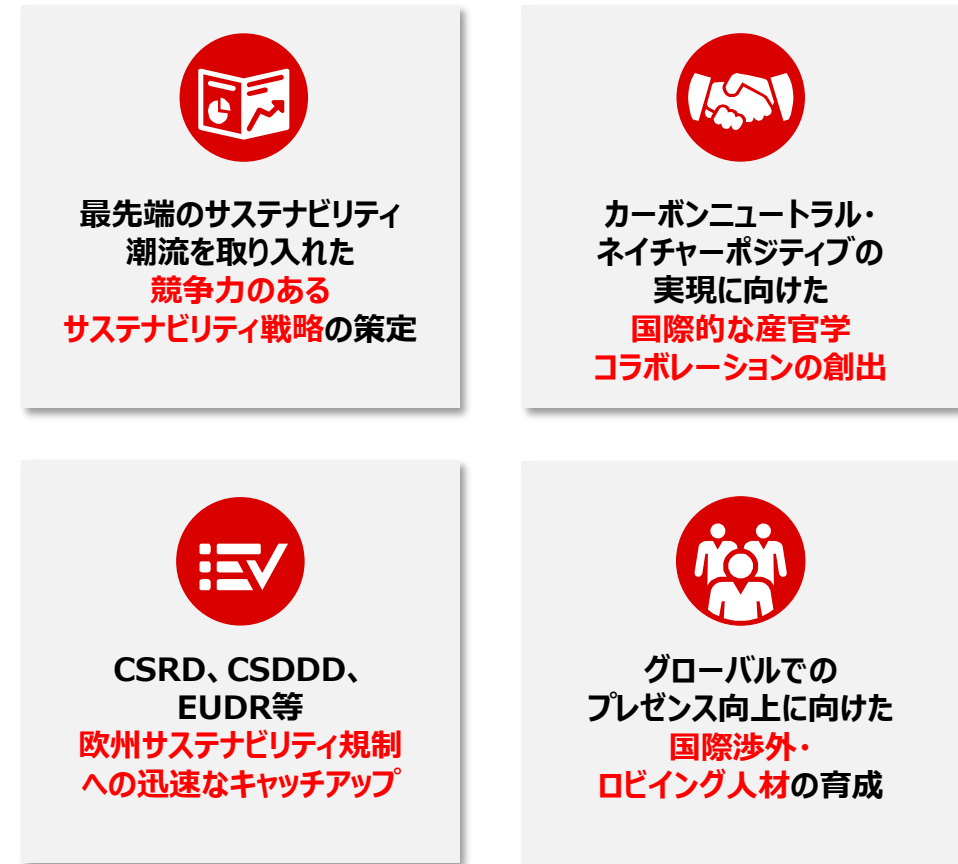 最先端のサステナビリティ
潮流を取り入れた
競争力のある
サステナビリティ戦略の策定
カーボンニュートラル・
ネイチャーポジティブの
実現に向けた
国際的な産官学
コラボレーションの創出
CSRD、CSDDD、
EUDR等
欧州サステナビリティ規制
への迅速なキャッチアップ
グローバルでの
プレゼンス向上に向けた
国際渉外・
ロビイング人材の育成